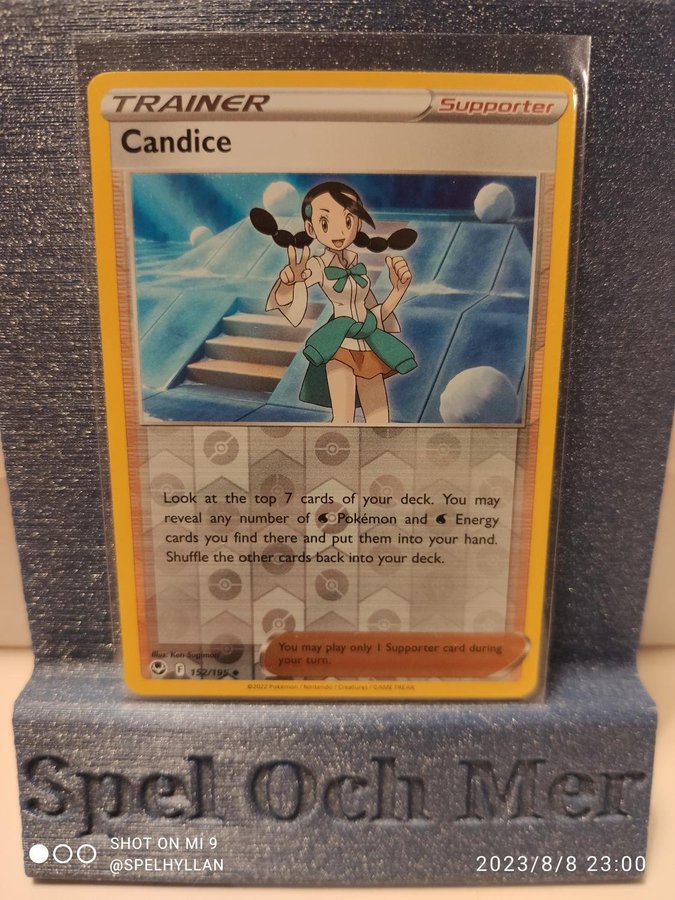 TRAINER Supporter
Candice
Look at the top 7 cards of your deck. You may
reveal any number of Pokémon and Energy
cards you find there and put them into your hand.
Shuffle the other cards back into your deck.
Illus. Ken Sugimori
You may play only 1 Supporter card during
your turn.
F 152/195
©2022 Pokémon / Nintendo / Creatures / GAME FREAK
Spel Och Mer
SHOT ON MI 9
@SPELHYLLAN
2023/8/8 23:00